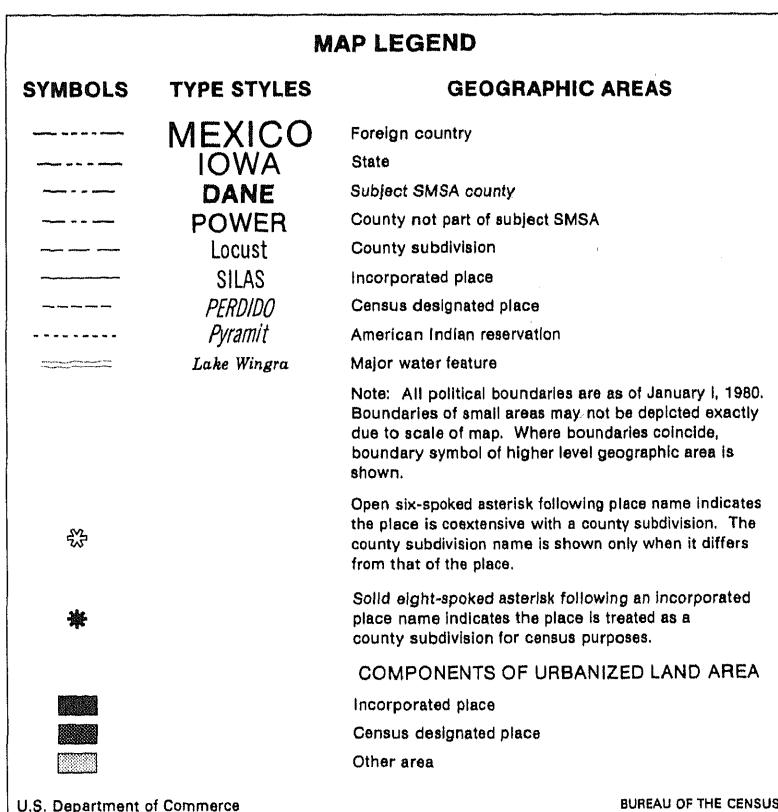 MAP LEGEND
SYMBOLS TYPE STYLES GEOGRAPHIC AREAS
MEXICO Foreign country
IOWA State
DANE Subject SMSA county
POWER County not part of subject SMSA
Locust County subdivision
SILAS Incorporated place
PERDIDO Census designated place
Pyramit American Indian reservation
Lake Wingra Major water feature
Note: All political boundaries are as of January I, 1980.
Boundaries of small areas may not be depicted exactly
due to scale of map. Where boundaries coincide,
boundary symbol of higher level geographic area is
shown.
Open six-spoked asterisk following place name indicates
the place is coextensive with a county subdivision. The
county subdivision name is shown only when it differs
from that of the place.
Solid eight-spoked asterisk following an incorporated
place name indicates the place is treated as a
county subdivision for census purposes.
COMPONENTS OF URBANIZED LAND AREA
Incorporated place
Census designated place
Other area
U.S. Department of Commerce BUREAU OF THE CENSUS